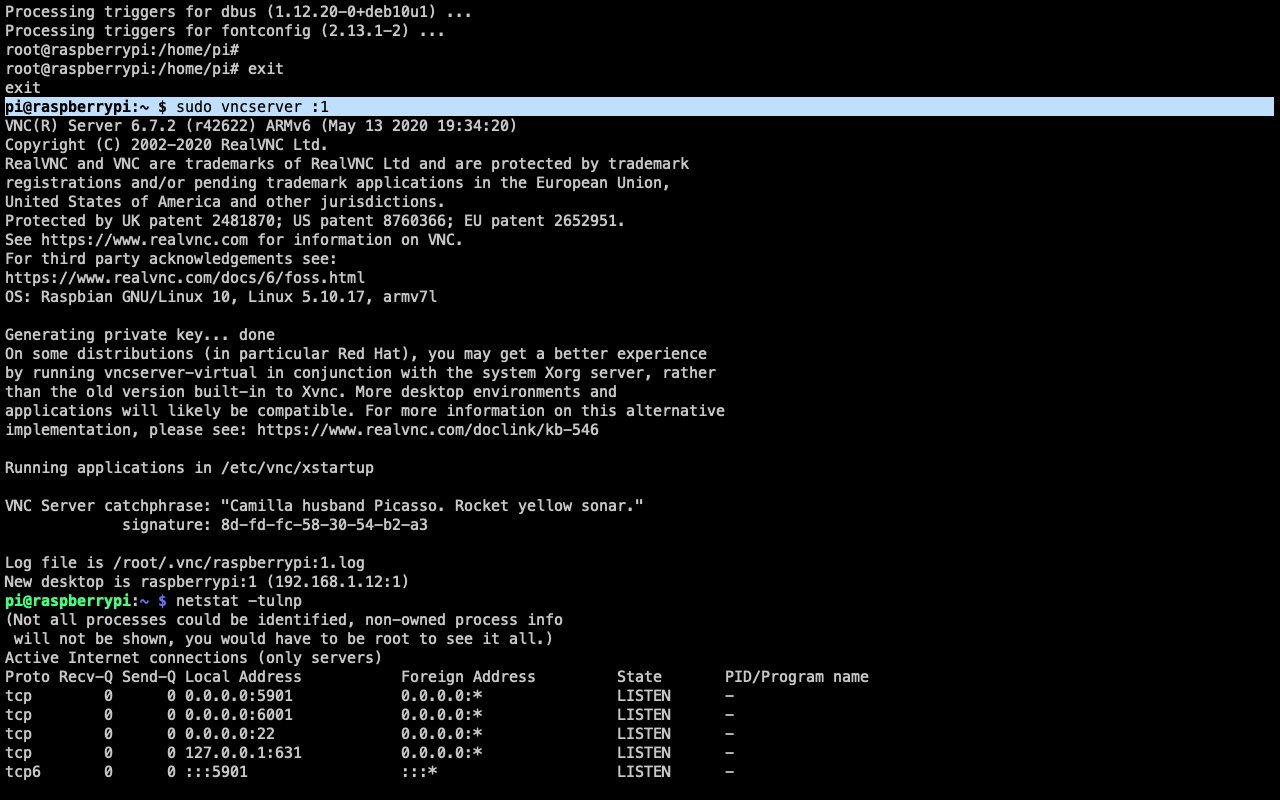 Processing triggers for dbus (1.12.20-0+deb10u1) ...
Processing triggers for fontconfig (2.13.1-2) ...
root@raspberrypi:/home/pi#
root@raspberrypi:/home/pi# exit
exit
pi@raspberrypi:~ $ sudo vncserver :1
VNC(R) Server 6.7.2 (r42622) ARMv6 (May 13 2020 19:34:20)
Copyright (C) 2002-2020 RealVNC Ltd.
RealVNC and VNC are trademarks of RealVNC Ltd and are protected by trademark
registrations and/or pending trademark applications in the European Union,
United States of America and other jurisdictions.
Protected by UK patent 2481870; US patent 8760366; EU patent 2652951.
See https://www.realvnc.com for information on VNC.
For third party acknowledgements see:
https://www.realvnc.com/docs/6/foss.html
OS: Raspbian GNU/Linux 10, Linux 5.10.17, armv7l

Generating private key... done
On some distributions (in particular Red Hat), you may get a better experience
by running vncserver-virtual in conjunction with the system Xorg server, rather
than the old version built-in to Xvnc. More desktop environments and
applications will likely be compatible. For more information on this alternative
implementation, please see: https://www.realvnc.com/doclink/kb-546

Running applications in /etc/vnc/xstartup

VNC Server catchphrase: "Camilla husband Picasso. Rocket yellow sonar."
             signature: 8d-fd-fc-58-30-54-b2-a3

Log file is /root/.vnc/raspberrypi:1.log
New desktop is raspberrypi:1 (192.168.1.12:1)
pi@raspberrypi:~ $ netstat -tulnp
(Not all processes could be identified, non-owned process info
 will not be shown, you would have to be root to see it all.)
Active Internet connections (only servers)
Proto Recv-Q Send-Q Local Address           Foreign Address         State       PID/Program name
tcp        0      0 0.0.0.0:5901            0.0.0.0:*               LISTEN      -
tcp        0      0 0.0.0.0:6001            0.0.0.0:*               LISTEN      -
tcp        0      0 0.0.0.0:22              0.0.0.0:*               LISTEN      -
tcp        0      0 127.0.0.1:631           0.0.0.0:*               LISTEN      -
tcp6       0      0 :::5901                 :::*                    LISTEN      -